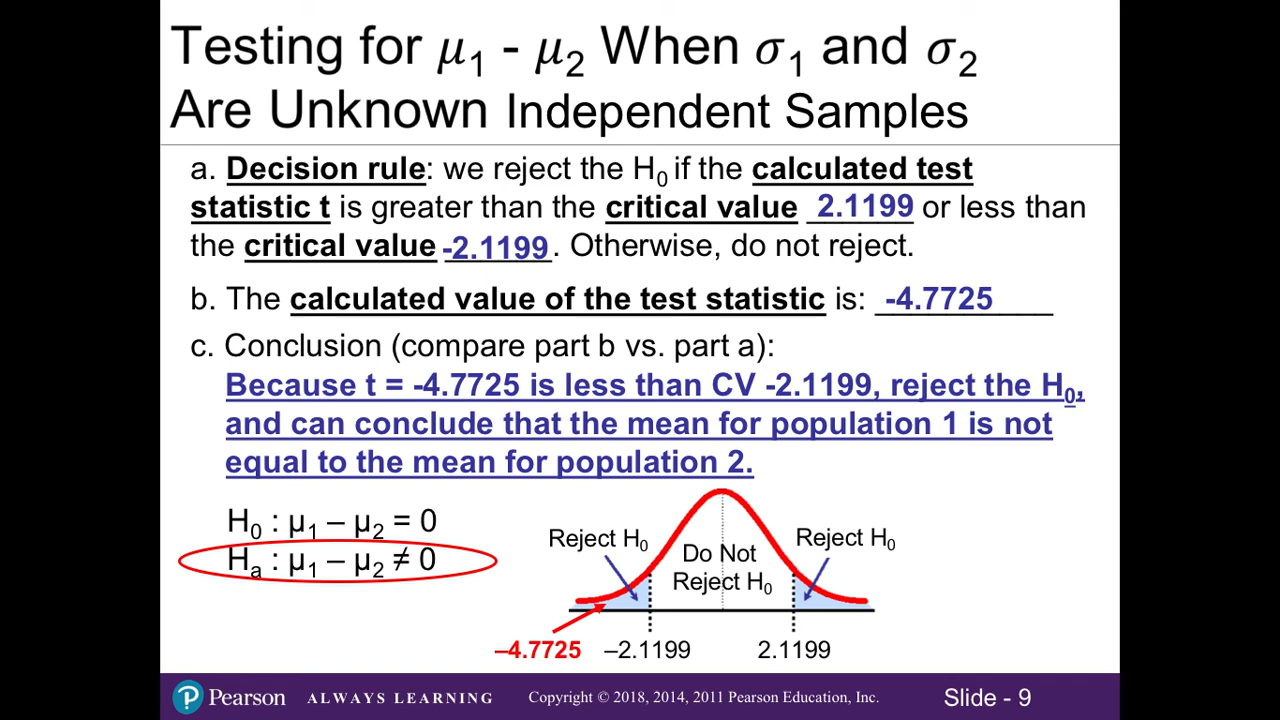 Testing for μ1 - μ2 When σ1 and σ2
Are Unknown Independent Samples
a. Decision rule: we reject the H0 if the calculated test
statistic t is greater than the critical value 2.1199 or less than
the critical value -2.1199. Otherwise, do not reject.
b. The calculated value of the test statistic is: -4.7725
c. Conclusion (compare part b vs. part a):
Because t = -4.7725 is less than CV -2.1199, reject the H0,
and can conclude that the mean for population 1 is not
equal to the mean for population 2.
H0 : μ1 – μ2 = 0
Ha : μ1 – μ2 ≠ 0
Reject H0
Do Not
Reject H0
Reject H0
–4.7725
–2.1199
2.1199
Pearson
ALWAYS LEARNING
Copyright © 2018, 2014, 2011 Pearson Education, Inc.
Slide - 9